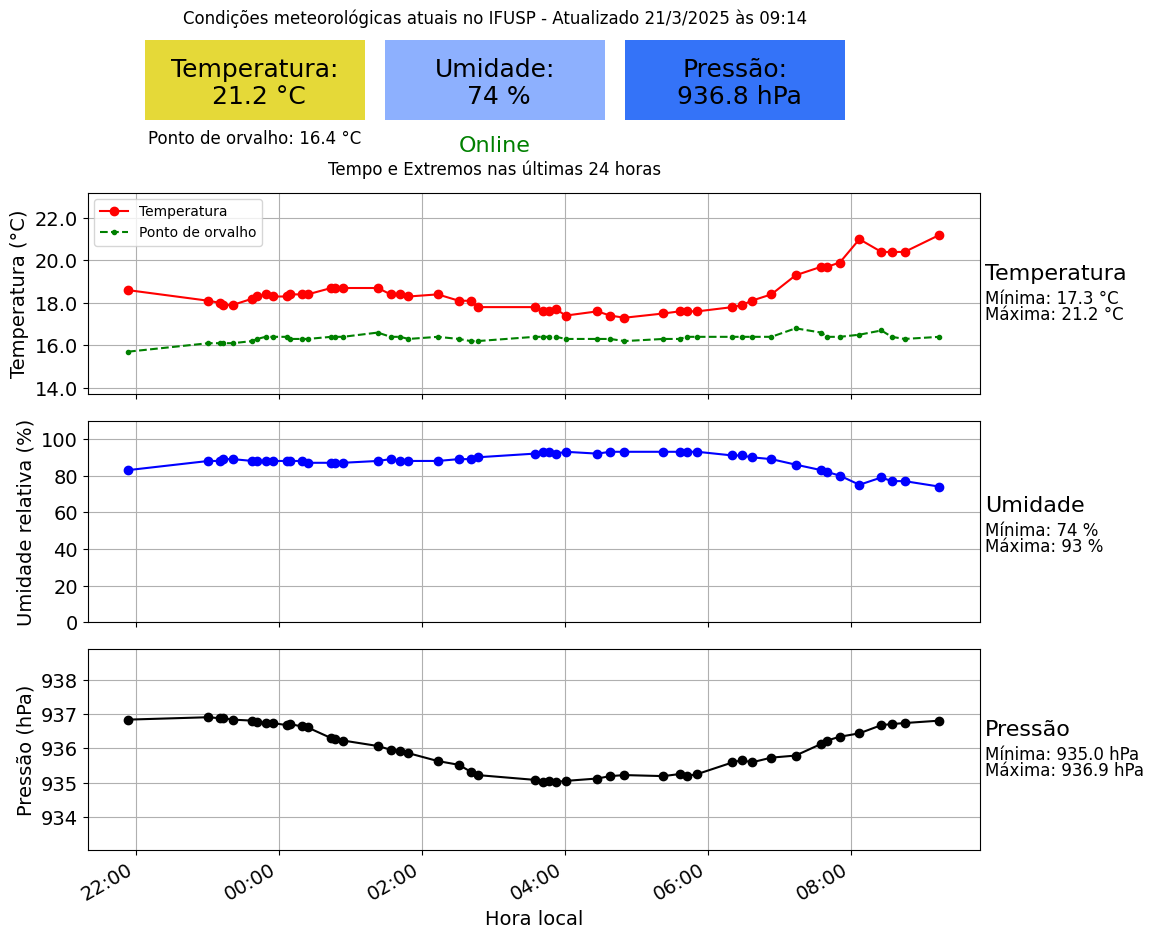 Condições meteorológicas atuais no IFUSP - Atualizado 21/3/2025 às 09:14
Temperatura:
21.2 °C
Umidade:
74 %
Pressão:
936.8 hPa
Ponto de orvalho: 16.4 °C
Online
Tempo e Extremos nas últimas 24 horas
Temperatura (°C)
22.0
20.0
18.0
16.0
14.0
Temperatura
Ponto de orvalho
Temperatura
Mínima: 17.3 °C
Máxima: 21.2 °C
Umidade relativa (%)
100
80
60
40
20
0
Umidade
Mínima: 74 %
Máxima: 93 %
Pressão (hPa)
938
937
936
935
934
Pressão
Mínima: 935.0 hPa
Máxima: 936.9 hPa
22:00
00:00
02:00
04:00
06:00
08:00
Hora local